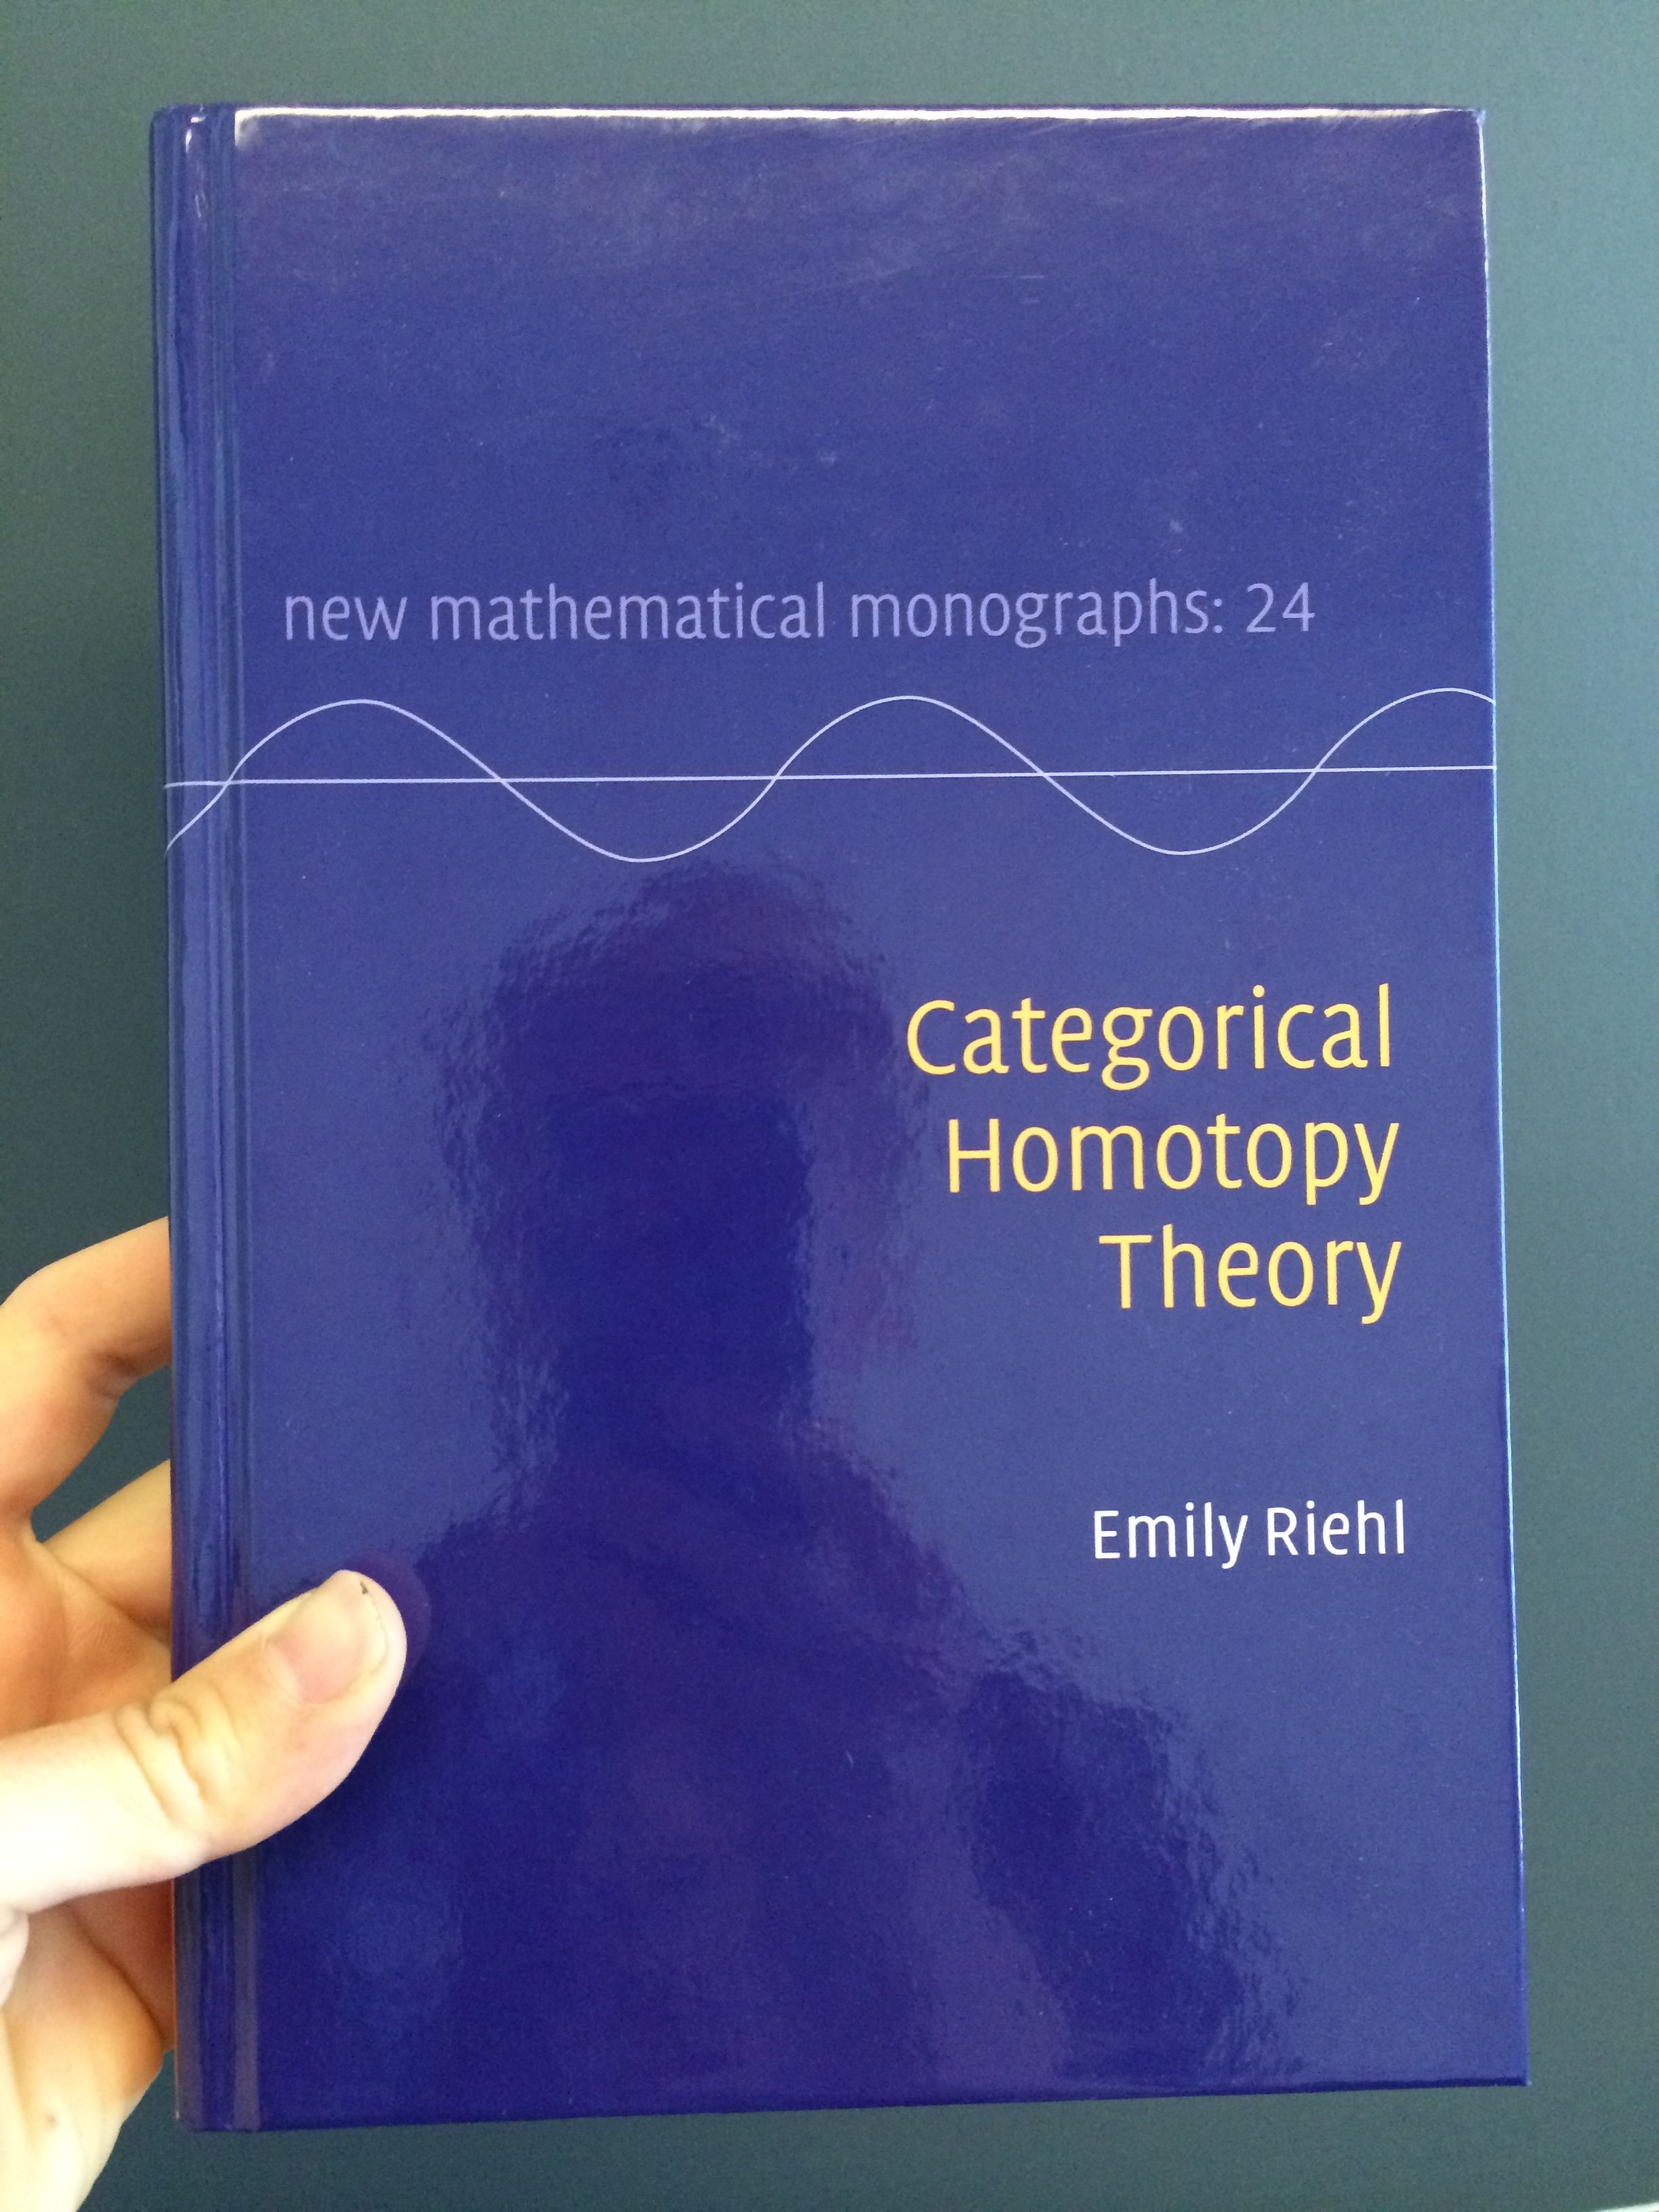 new mathematical monographs: 24
Categorical
Homotopy
Theory
Emily Riehl